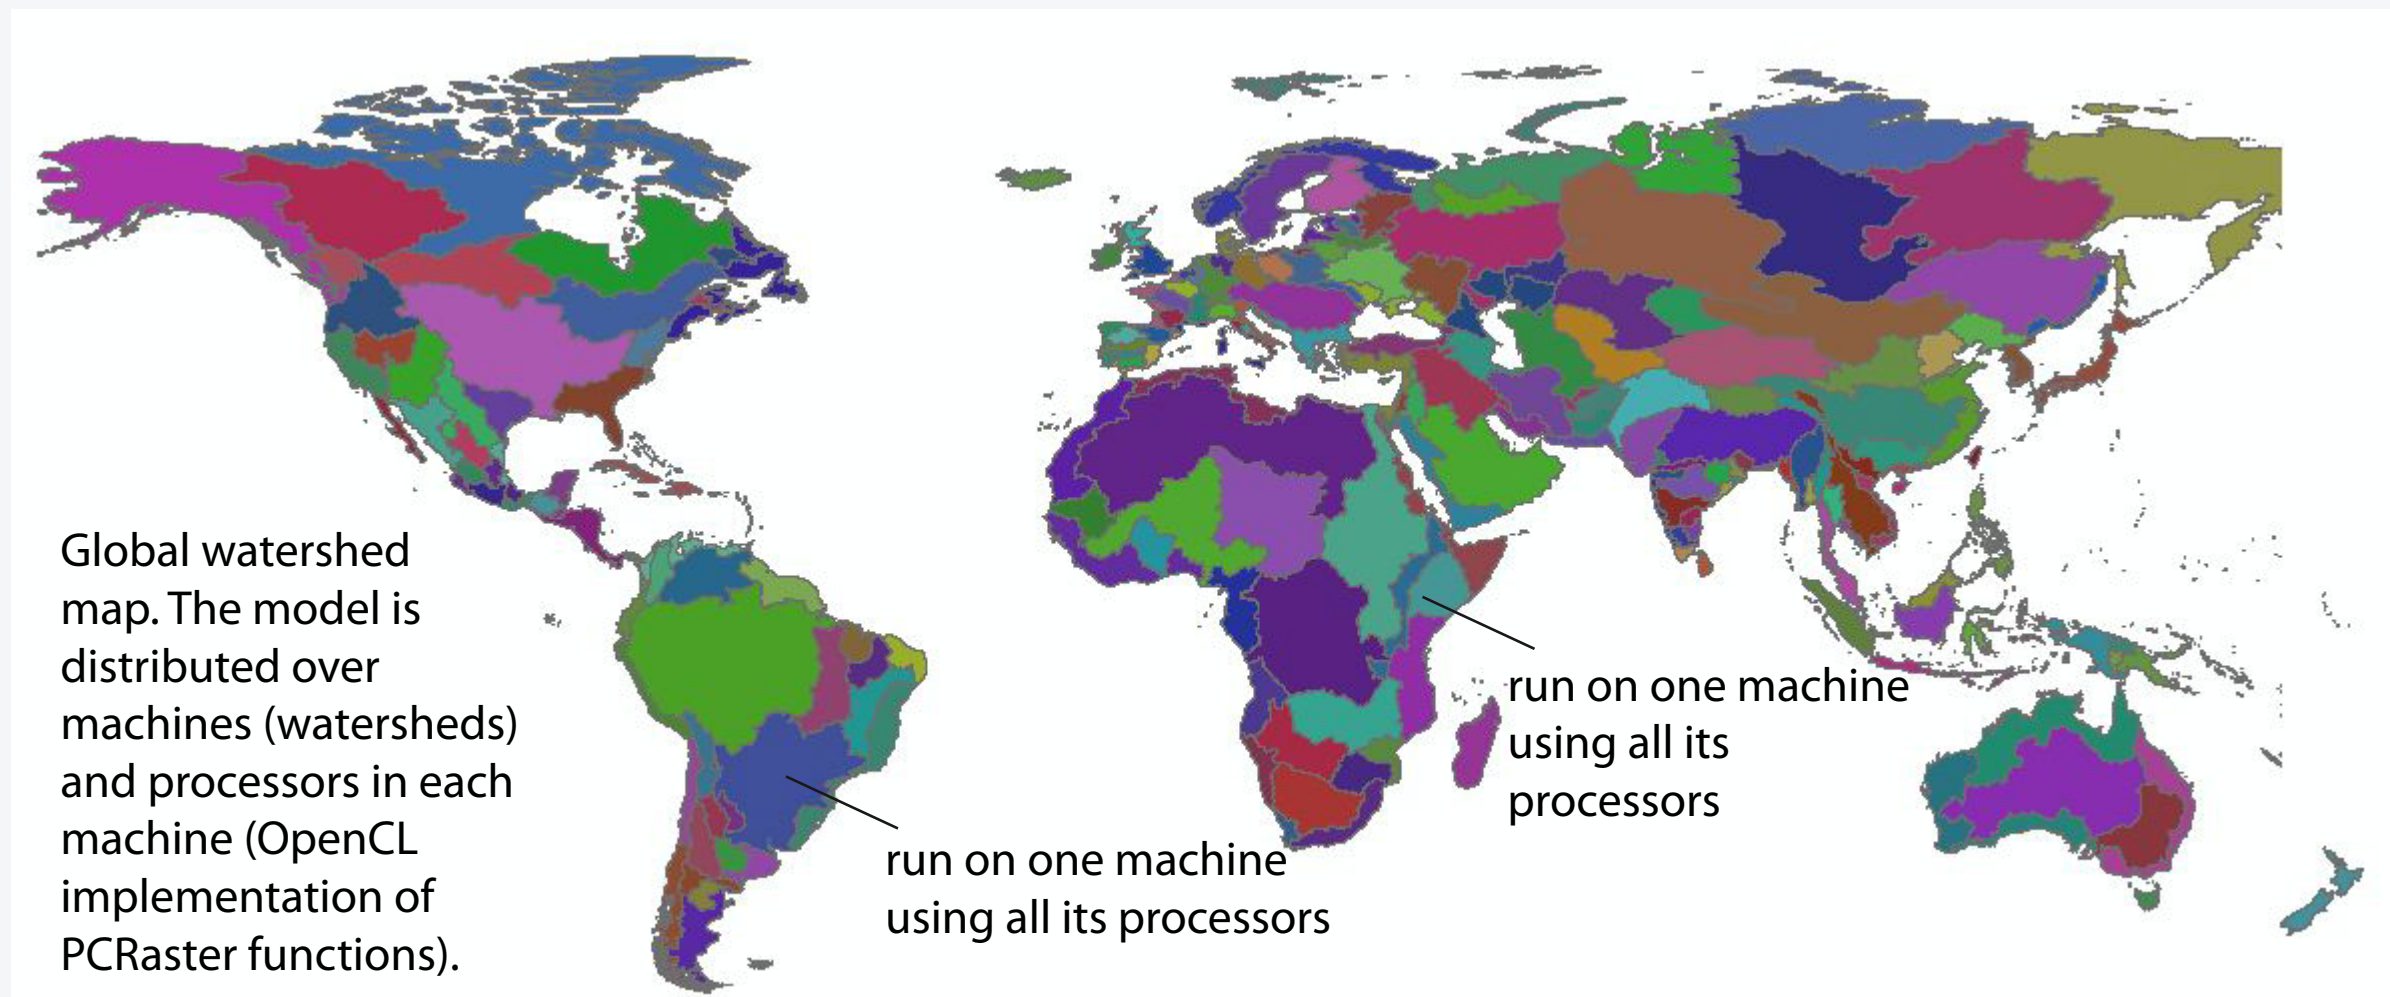 Global watershed
map. The model is
distributed over
machines (watersheds)
and processors in each
machine (OpenCL
implementation of
PCRaster functions).
run on one machine
using all its processors
run on one machine
using all its
processors